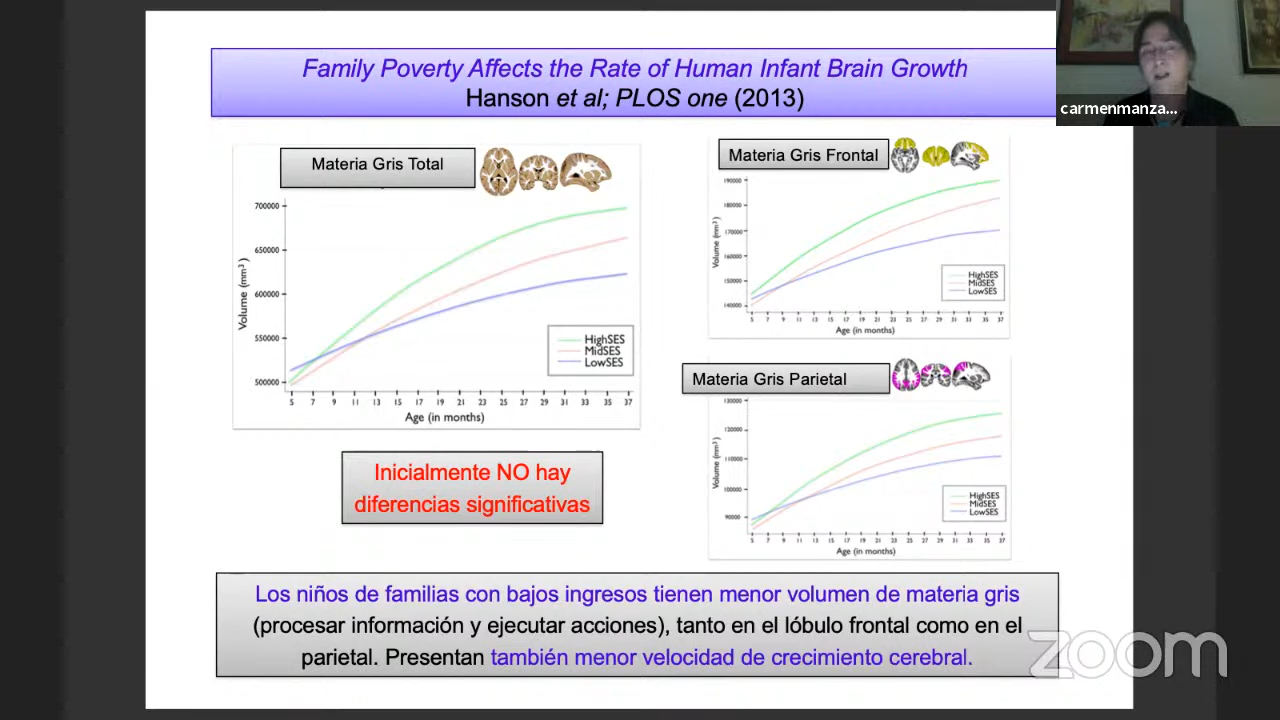 Family Poverty Affects the Rate of Human Infant Brain Growth
Hanson et al; PLOS one (2013)
carmenmanza...
Materia Gris Total
700000
650000
600000
550000
500000
Volume (mm³)
5 7 9 11 13 15 17 19 21 23 25 27 29 31 33 35 37
Age (in months)
HighSES
MidSES
LowSES
Materia Gris Frontal
190000
180000
170000
160000
150000
140000
Volume (mm³)
5 7 9 11 13 15 17 19 21 23 25 27 29 31 33 35 37
Age (in months)
HighSES
MidSES
LowSES
Materia Gris Parietal
130000
120000
110000
100000
90000
Volume (mm³)
5 7 9 11 13 15 17 19 21 23 25 27 29 31 33 35 37
Age (in months)
HighSES
MidSES
LowSES
Inicialmente NO hay
diferencias significativas
Los niños de familias con bajos ingresos tienen menor volumen de materia gris
(procesar información y ejecutar acciones), tanto en el lóbulo frontal como en el
parietal. Presentan también menor velocidad de crecimiento cerebral.
zoom